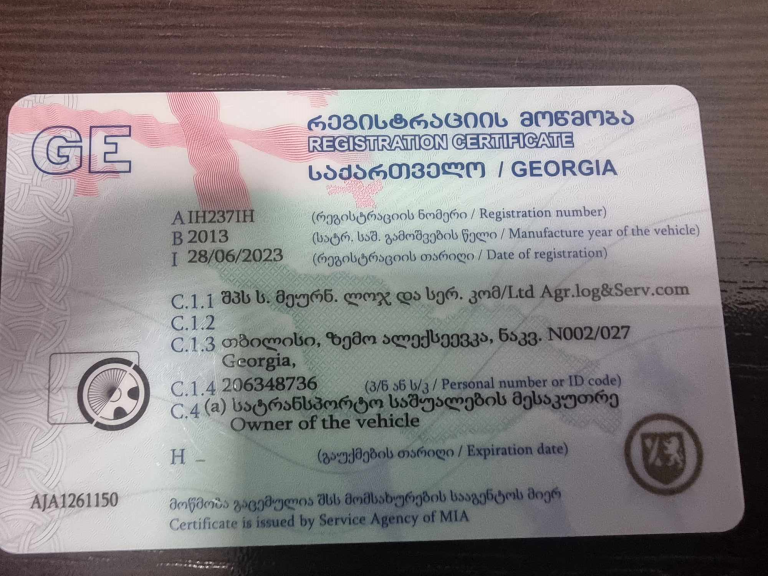 GE
რეგისტრაციის მოწმობა
REGISTRATION CERTIFICATE
საქართველო / GEORGIA
A IH237IH (რეგისტრაციის ნომერი / Registration number)
B 2013 (სატრ. საშ. გამოშვების წელი / Manufacture year of the vehicle)
I 28/06/2023 (რეგისტრაციის თარიღი / Date of registration)
C.1.1 შპს ს. მეურნ. ლოჯ და სერ. კომ/Ltd Agr.log&Serv.com
C.1.2
C.1.3 თბილისი, ზემო ალექსეევკა, ნაკვ. N002/027
Georgia,
C.1.4 206348736 (პ/ნ ან ს/კ / Personal number or ID code)
C.4 (a) სატრანსპორტო საშუალების მესაკუთრე
Owner of the vehicle
H – (გაუქმების თარიღი / Expiration date)
AJA1261150 მოწმობა გაცემულია შსს მომსახურების სააგენტოს მიერ
Certificate is issued by Service Agency of MIA